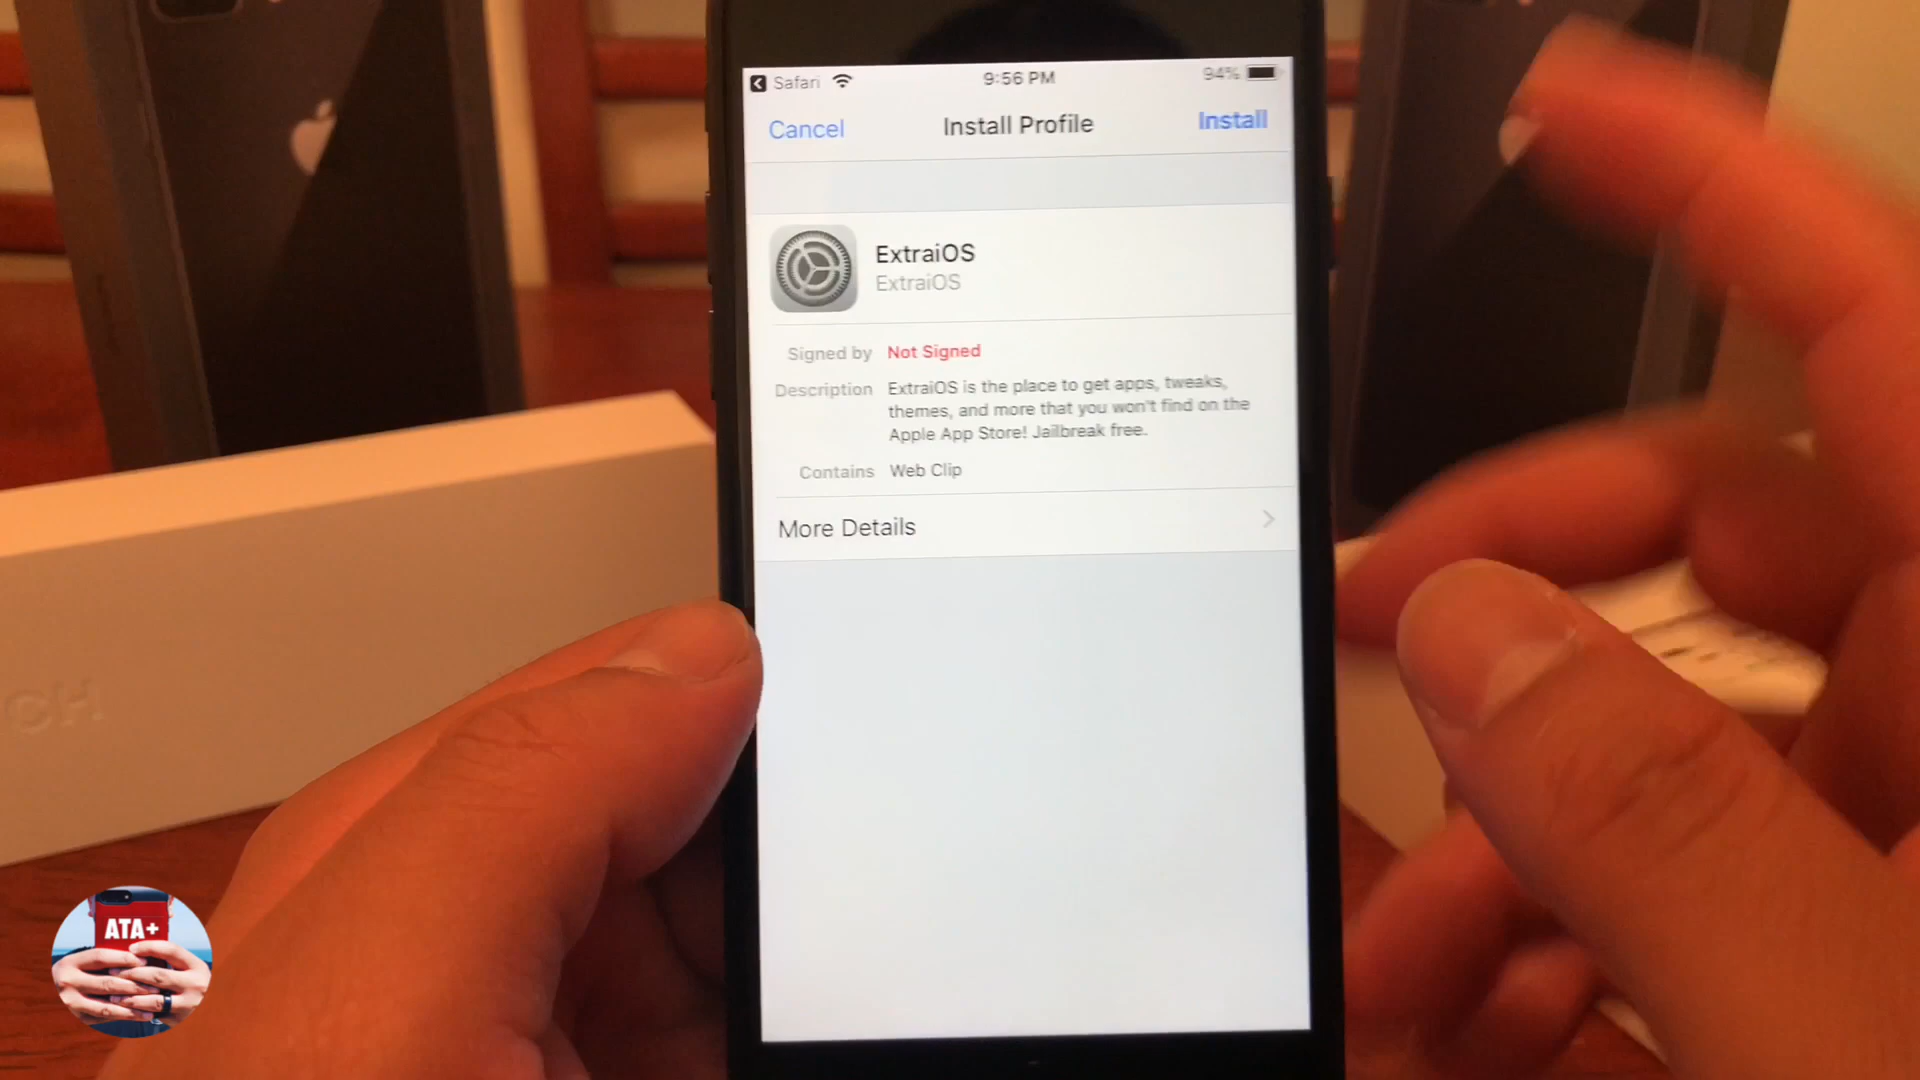 Safari 9:56 PM 94%
Cancel Install Profile Install
ExtraiOS
ExtraiOS
Signed by Not Signed
Description ExtraiOS is the place to get apps, tweaks,
themes, and more that you won't find on the
Apple App Store! Jailbreak free.
Contains Web Clip
More Details
CH
ATA+